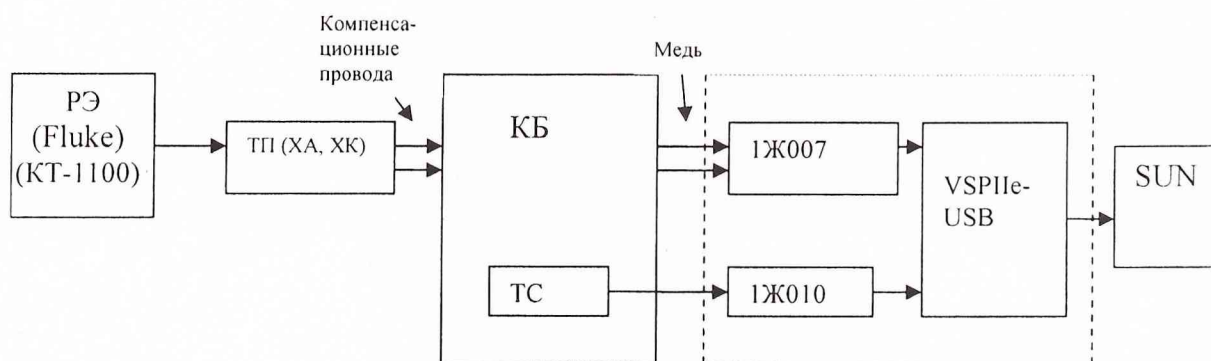 Компенса-
ционные
провода
Медь
РЭ
(Fluke)
(КТ-1100)
ТП (ХА, ХК)
КБ
1Ж007
VSPIIe-
USB
SUN
ТС
1Ж010